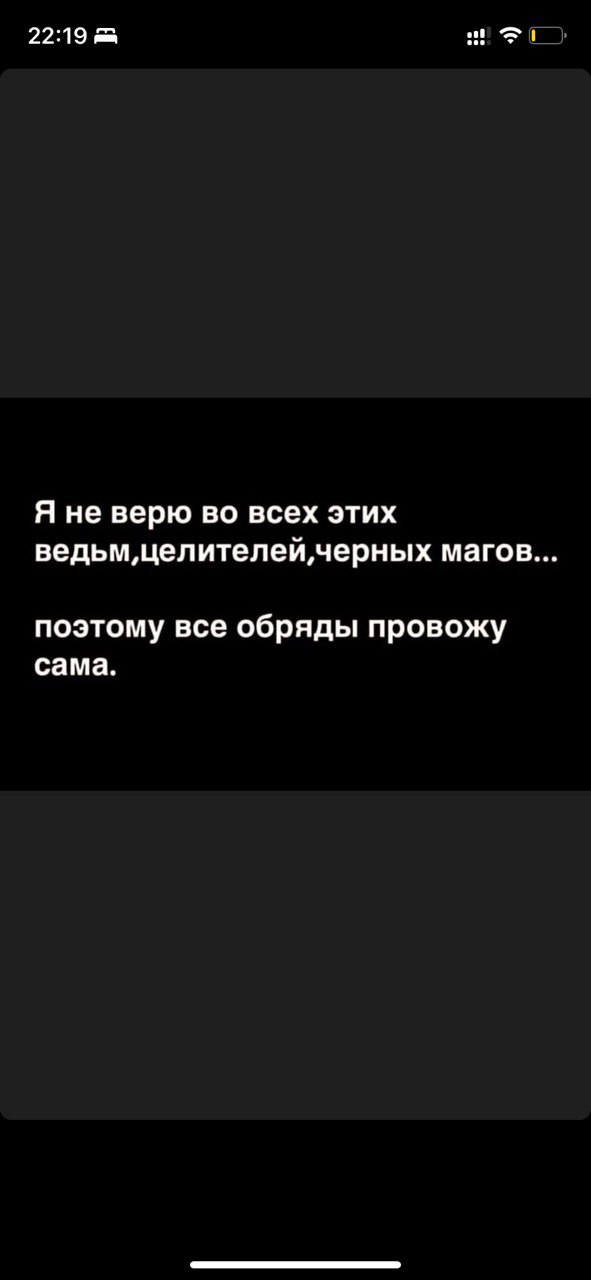 22:19
Я не верю во всех этих
ведьм,целителей,черных магов...
поэтому все обряды провожу
сама.